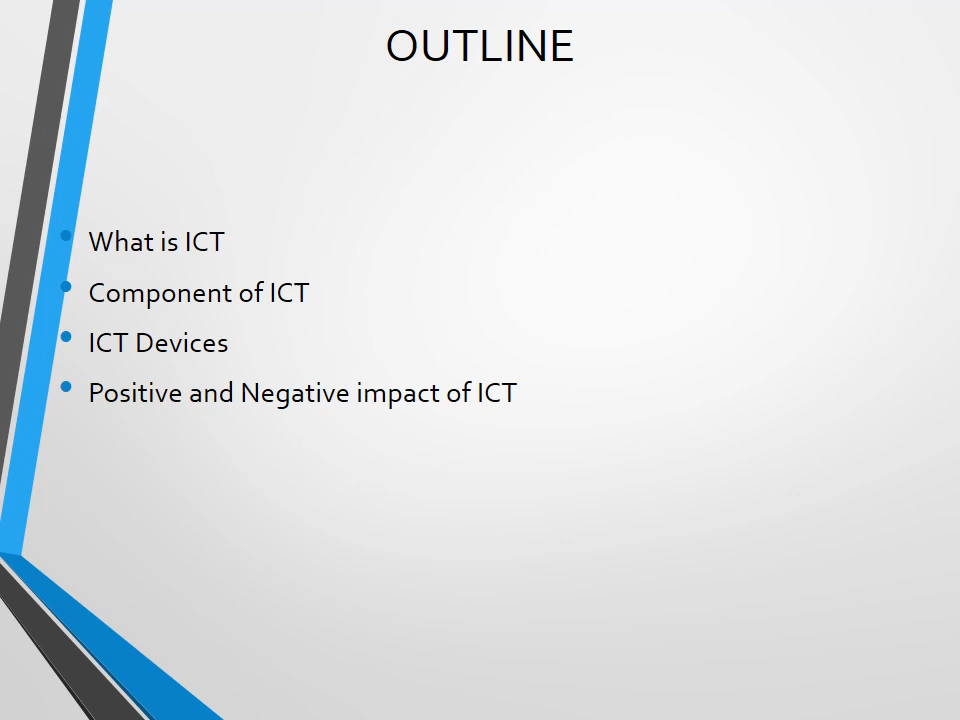 OUTLINE
• What is ICT
• Component of ICT
• ICT Devices
• Positive and Negative impact of ICT